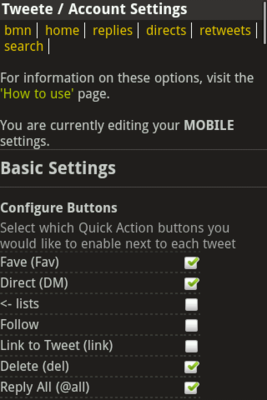 Tweete / Account Settings
bmn | home | replies | directs | retweets |
search |
For information on these options, visit the
'How to use' page.
You are currently editing your MOBILE
settings.
Basic Settings
Configure Buttons
Select which Quick Action buttons you
would like to enable next to each tweet
Fave (Fav)
Direct (DM)
<- lists
Follow
Link to Tweet (link)
Delete (del)
Reply All (@all)